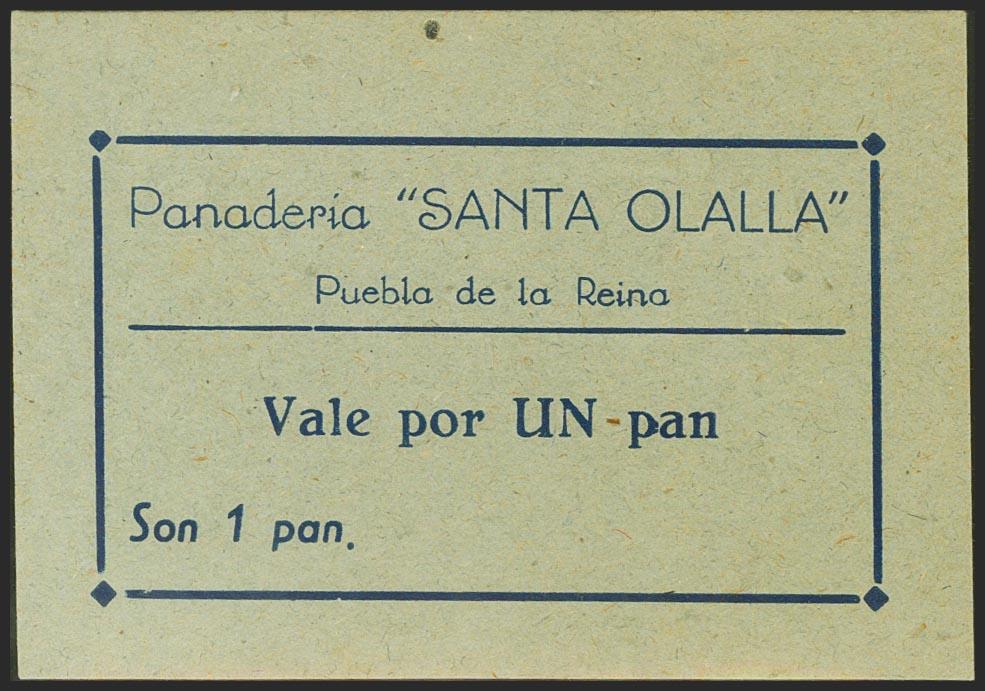 Panadería “SANTA OLALLA”
Puebla de la Reina
Vale por UN pan
Son 1 pan.